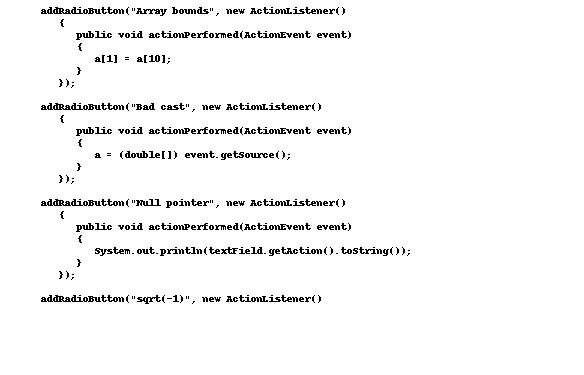 addRadioButton("Array bounds", new ActionListener()
{
public void actionPerformed(ActionEvent event)
{
a[1] = a[10];
}
});
addRadioButton("Bad cast", new ActionListener()
{
public void actionPerformed(ActionEvent event)
{
a = (double[]) event.getSource();
}
});
addRadioButton("Null pointer", new ActionListener()
{
public void actionPerformed(ActionEvent event)
{
System.out.println(textField.getAction().toString());
}
});
addRadioButton("sqrt(-1)", new ActionListener()